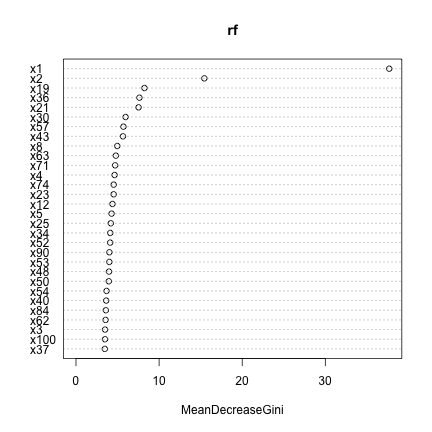 rf
x1
x2
x19
x36
x21
x30
x57
x43
x8
x63
x71
x4
x74
x23
x12
x5
x25
x34
x52
x90
x53
x48
x50
x54
x40
x84
x62
x3
x100
x37
0 10 20 30
MeanDecreaseGini